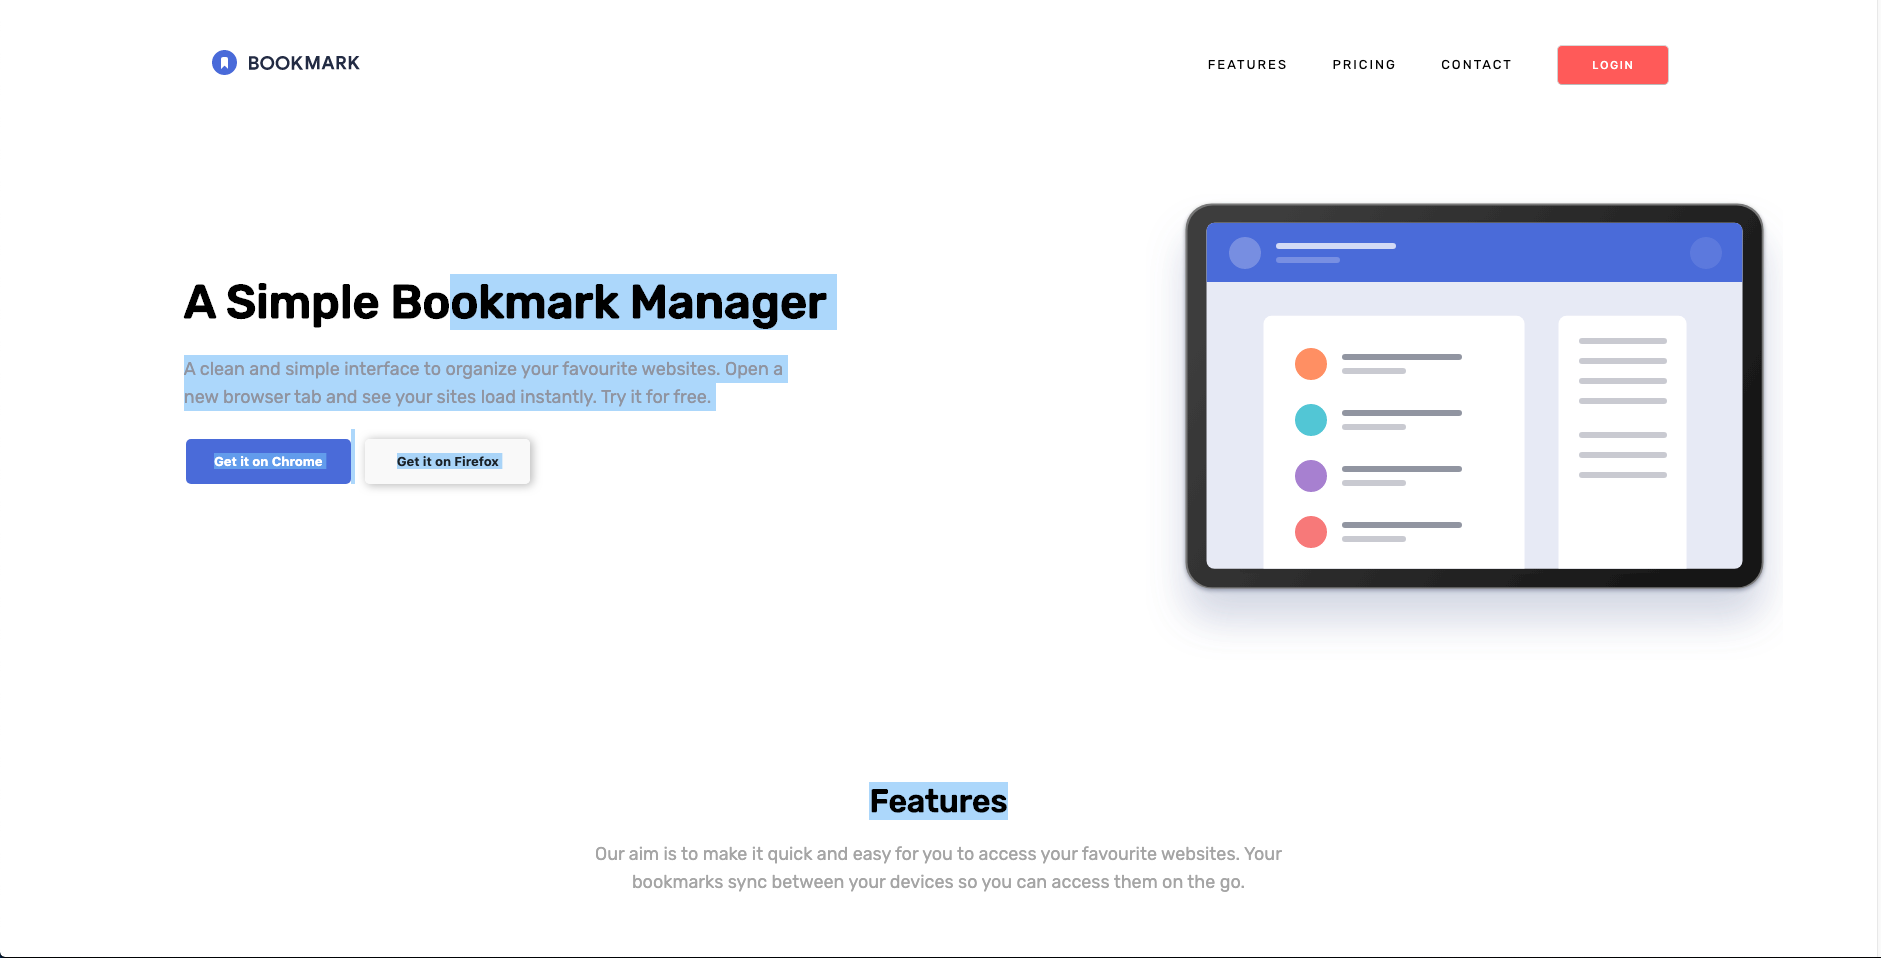 BOOKMARK
FEATURES PRICING CONTACT LOGIN
A Simple Bookmark Manager
A clean and simple interface to organize your favourite websites. Open a
new browser tab and see your sites load instantly. Try it for free.
Get it on Chrome Get it on Firefox
Features
Our aim is to make it quick and easy for you to access your favourite websites. Your
bookmarks sync between your devices so you can access them on the go.